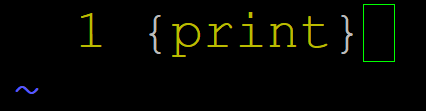 1 {print}
~